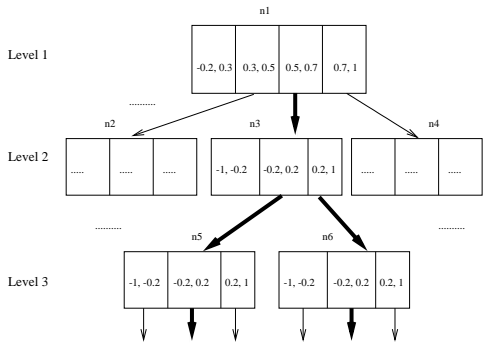 n1
Level 1
-0.2, 0.3 0.3, 0.5 0.5, 0.7 0.7, 1
..........
n2 n3 n4
Level 2
..... ..... ..... -1, -0.2 -0.2, 0.2 0.2, 1 ..... ..... .....
.......... ..........
n5 n6
Level 3
-1, -0.2 -0.2, 0.2 0.2, 1 -1, -0.2 -0.2, 0.2 0.2, 1